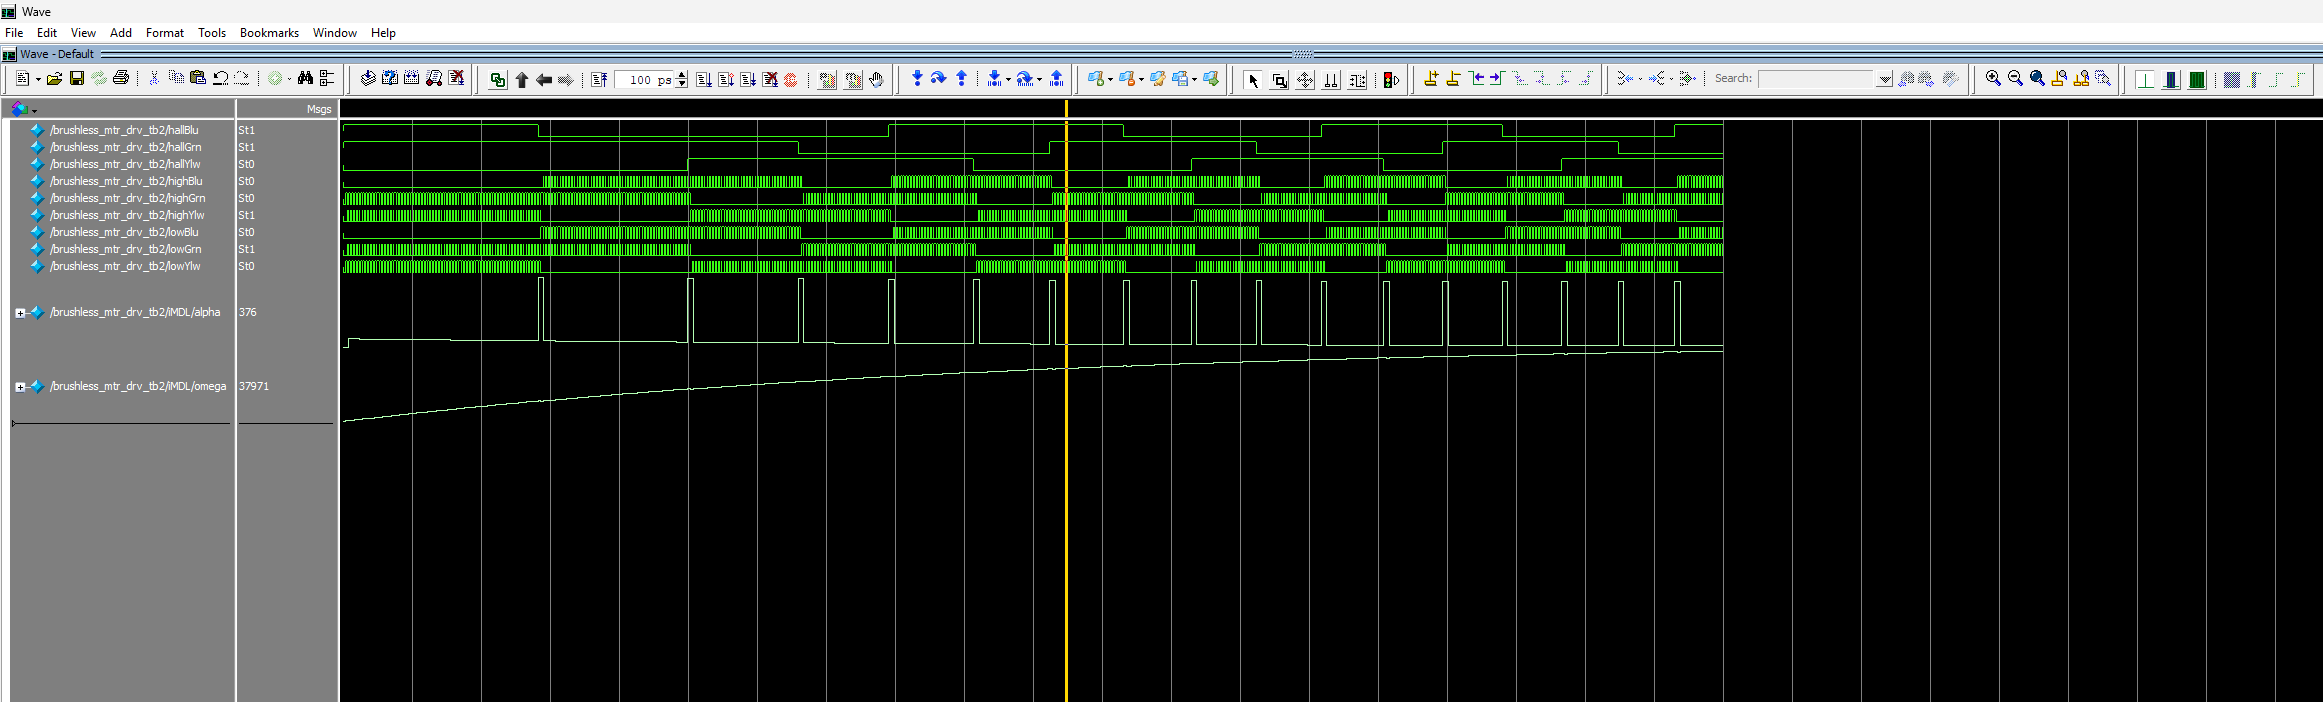 Wave
File Edit View Add Format Tools Bookmarks Window Help
Wave - Default
100 ps Search:
Msgs
/brushless_mtr_drv_tb2/hallBlu St1
/brushless_mtr_drv_tb2/hallGrn St1
/brushless_mtr_drv_tb2/hallYlw St0
/brushless_mtr_drv_tb2/highBlu St0
/brushless_mtr_drv_tb2/highGrn St0
/brushless_mtr_drv_tb2/highYlw St1
/brushless_mtr_drv_tb2/lowBlu St0
/brushless_mtr_drv_tb2/lowGrn St1
/brushless_mtr_drv_tb2/lowYlw St0
/brushless_mtr_drv_tb2/iMDL/alpha 376
/brushless_mtr_drv_tb2/iMDL/omega 37971